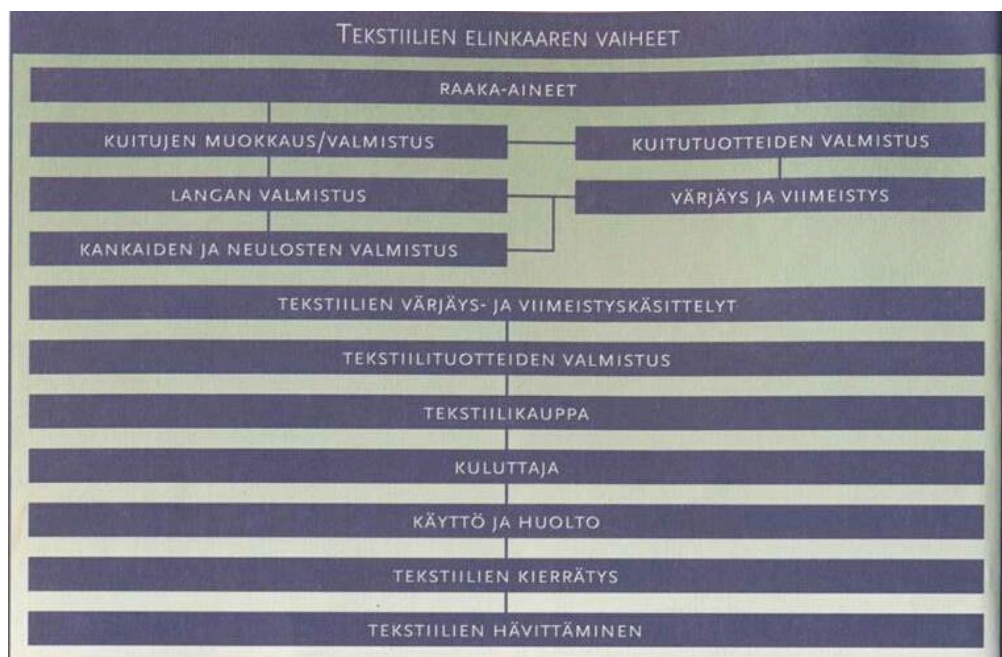 TEKSTIILIEN ELINKAAREN VAIHEET
RAAKA-AINEET
KUITUJEN MUOKKAUS/VALMISTUS
KUITUTUOTTEIDEN VALMISTUS
LANGAN VALMISTUS
VÄRJÄYS JA VIIMEISTYS
KANKAIDEN JA NEULOSTEN VALMISTUS
TEKSTIILIEN VÄRJÄYS- JA VIIMEISTYSKÄSITTELYT
TEKSTIILITUOTTEIDEN VALMISTUS
TEKSTIILIKAUPPA
KULUTTAJA
KÄYTTÖ JA HUOLTO
TEKSTIILIEN KIERRÄTYS
TEKSTIILIEN HÄVITTÄMINEN